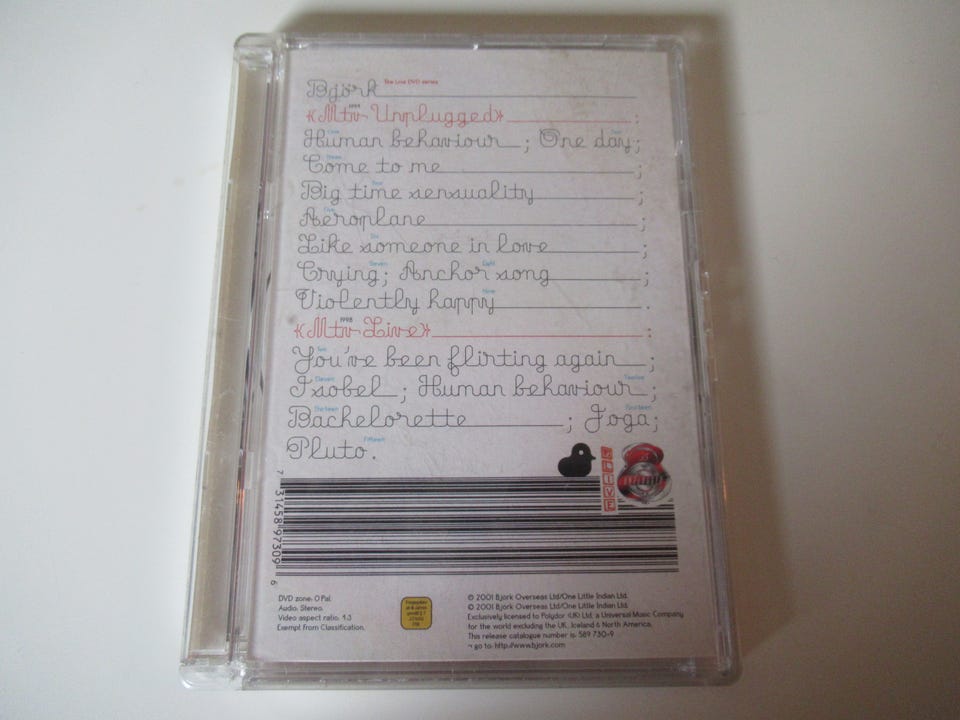 Björk The Live DVD series
1994
«Mtv Unplugged» ;
One Two
Human behaviour ; One day;
Three
Come to me ;
Four
Big time sensuality ;
Five
Aeroplane ;
Six
Like someone in love ;
Seven Eight
Crying; Anchor song ;
Nine
Violently happy .
1998
«Mtv Live» :
Ten
You've been flirting again ;
Eleven Twelve
Isobel ; Human behaviour ;
Thirteen Fourteen
Bachelorette ; Joga;
Fifteen
Pluto.
LIVE
7 31458 97309 6
DVD zone: 0 Pal.
Audio. Stereo.
Video aspect ratio. 4.3
Exempt from Classification.
© 2001 Bjork Overseas Ltd/One Little Indian Ltd.
© 2001 Bjork Overseas Ltd/One Little Indian Ltd.
Exclusively licensed to Polydor (UK) Ltd. a Universal Music Company
for the world excluding the UK, Iceland & North America.
This release catalogue number is: 589 730-9
¬ go to: http://www.bjork.com